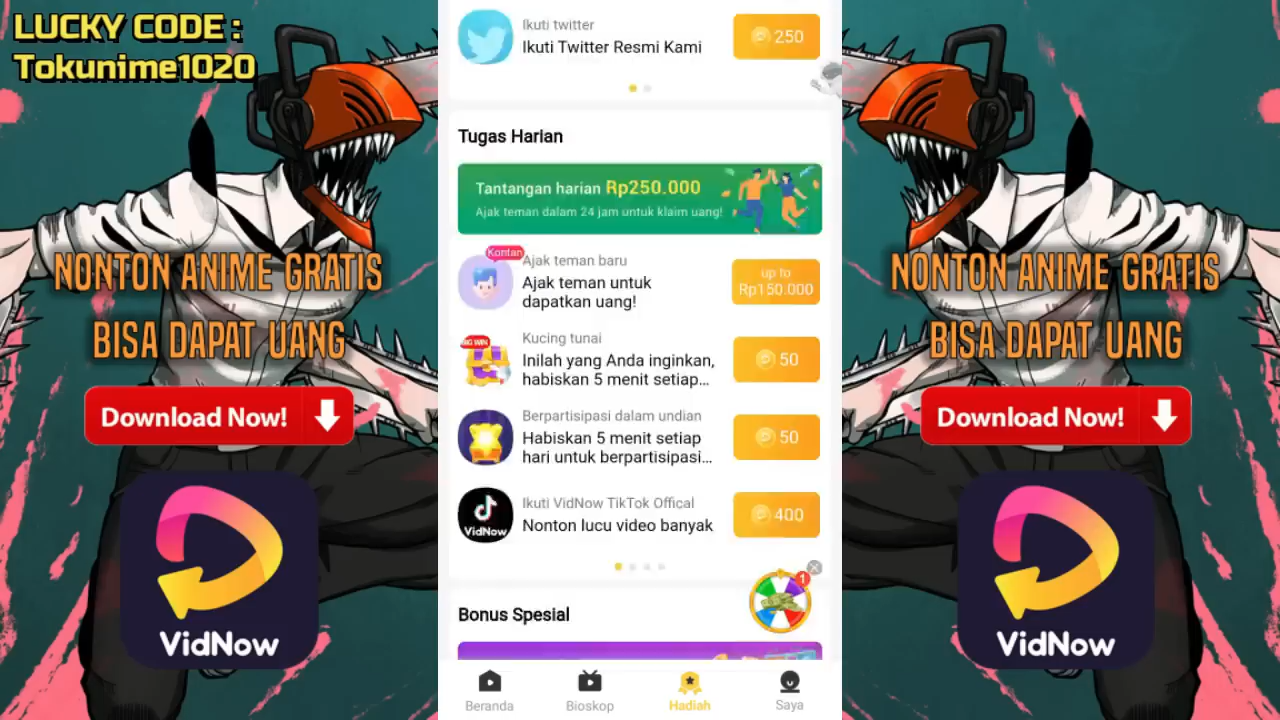 LUCKY CODE :
Tokunime1020
NONTON ANIME GRATIS
BISA DAPAT UANG
Download Now!
VidNow
Ikuti twitter
Ikuti Twitter Resmi Kami
250
Tugas Harian
Tantangan harian Rp250.000
Ajak teman dalam 24 jam untuk klaim uang!
Kontan
Ajak teman baru
Ajak teman untuk
dapatkan uang!
up to
Rp150.000
BIG WIN
Kucing tunai
Inilah yang Anda inginkan,
habiskan 5 menit setiap...
50
Berpartisipasi dalam undian
Habiskan 5 menit setiap
hari untuk berpartisipasi...
50
VidNow
Ikuti VidNow TikTok Offical
Nonton lucu video banyak
400
1
Bonus Spesial
Beranda
Bioskop
Hadiah
Saya
NONTON ANIME GRATIS
BISA DAPAT UANG
Download Now!
VidNow